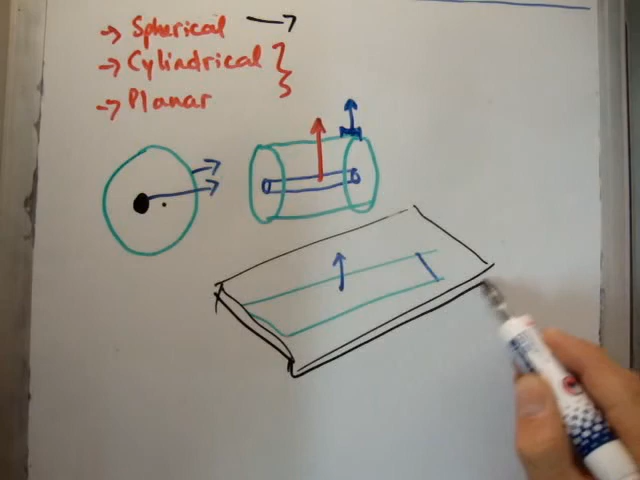 → Spherical →
→ Cylindrical }
→ Planar